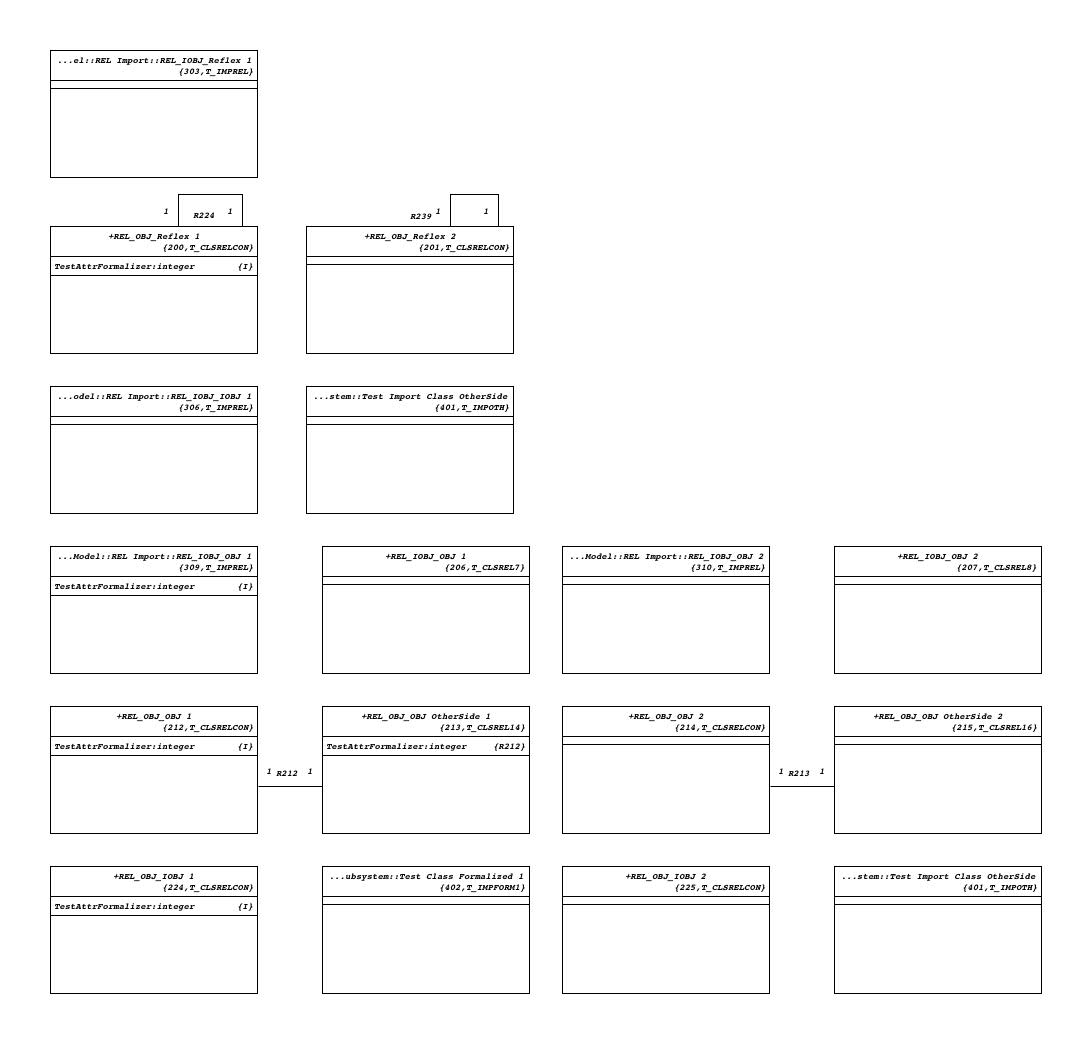 ...el::REL Import::REL_IOBJ_Reflex 1
{303,T_IMPREL}
1 R224 1
R239 1 1
+REL_OBJ_Reflex 1
{200,T_CLSRELCON}
TestAttrFormalizer:integer {I}
+REL_OBJ_Reflex 2
{201,T_CLSRELCON}
...odel::REL Import::REL_IOBJ_IOBJ 1
{306,T_IMPREL}
...stem::Test Import Class OtherSide
{401,T_IMPOTH}
...Model::REL Import::REL_IOBJ_OBJ 1
{309,T_IMPREL}
TestAttrFormalizer:integer {I}
+REL_IOBJ_OBJ 1
{206,T_CLSREL7}
...Model::REL Import::REL_IOBJ_OBJ 2
{310,T_IMPREL}
+REL_IOBJ_OBJ 2
{207,T_CLSREL8}
+REL_OBJ_OBJ 1
{212,T_CLSRELCON}
TestAttrFormalizer:integer {I}
1 R212 1
+REL_OBJ_OBJ OtherSide 1
{213,T_CLSREL14}
TestAttrFormalizer:integer {R212}
+REL_OBJ_OBJ 2
{214,T_CLSRELCON}
1 R213 1
+REL_OBJ_OBJ OtherSide 2
{215,T_CLSREL16}
+REL_OBJ_IOBJ 1
{224,T_CLSRELCON}
TestAttrFormalizer:integer {I}
...ubsystem::Test Class Formalized 1
{402,T_IMPFORM1}
+REL_OBJ_IOBJ 2
{225,T_CLSRELCON}
...stem::Test Import Class OtherSide
{401,T_IMPOTH}